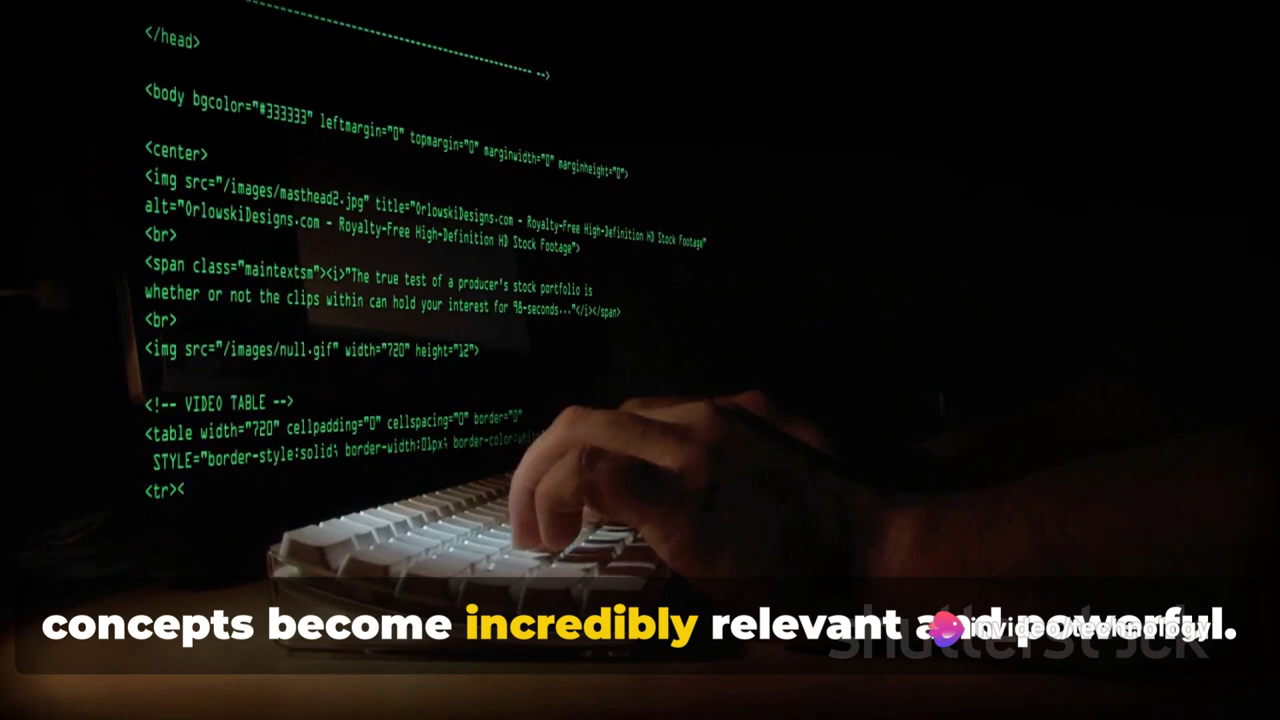 </head>
<body bgcolor="#333333" leftmargin="0" topmargin="0" marginwidth="0" marginheight="0">
<center>
<img src="/images/masthead2.jpg" title="OrlowskiDesigns.com - Royalty-Free High-Definition HD Stock Footage"
alt="OrlowskiDesigns.com - Royalty-Free High-Definition HD Stock Footage">
<br>
<span class="maintextsm"><i>"The true test of a producer's stock portfolio is
whether or not the clips within can hold your interest for 98-seconds..."</i></span>
<br>
<img src="/images/null.gif" width="720" height="12">
<!-- VIDEO TABLE -->
<table width="720" cellpadding="0" cellspacing="0" border="0"
STYLE="border-style:solid; border-width:01px; border-color:
<tr><
concepts become incredibly relevant and powerful.
invideo/technology
shutterstock